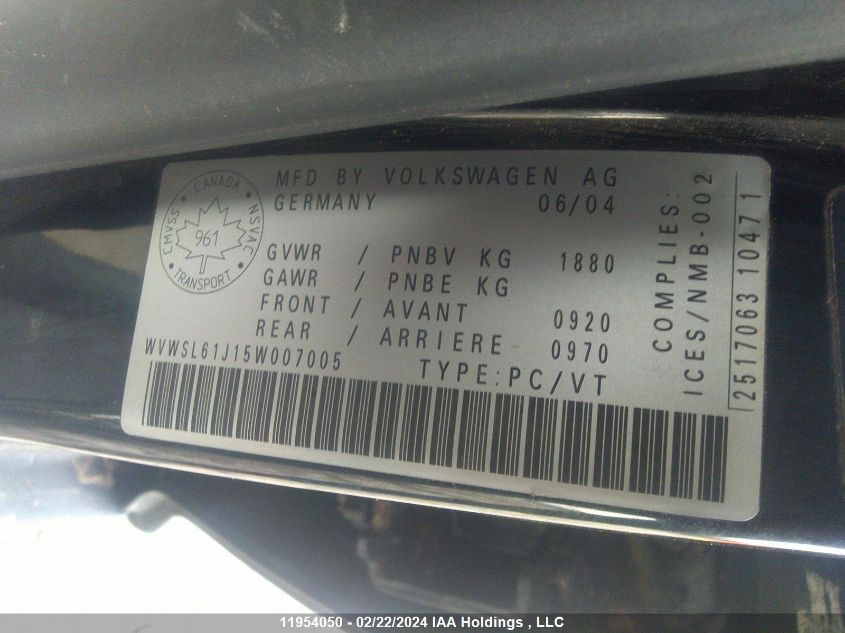 CANADA
CMVSS
NSVAC
961
TRANSPORT
MFD BY VOLKSWAGEN AG
GERMANY 06/04
GVWR / PNBV KG 1880
GAWR / PNBE KG
FRONT / AVANT 0920
REAR / ARRIERE 0970
WVWSL61J15W007005 TYPE:PC/VT
COMPLIES:
ICES/NMB-002
2517063 10471
11954050 - 02/22/2024 IAA Holdings , LLC